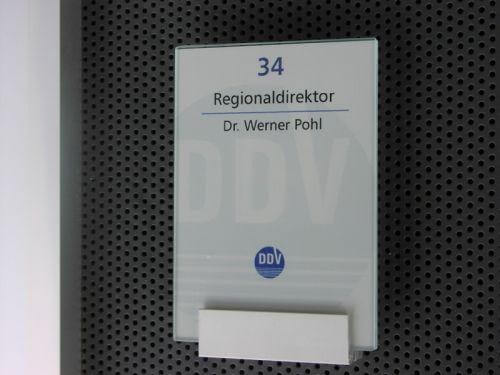 34
Regionaldirektor
Dr. Werner Pohl
DDV
DDV